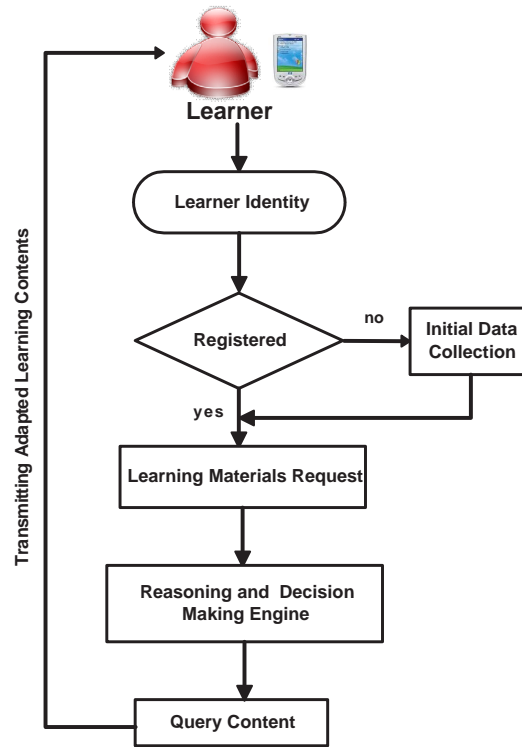 Learner
Learner Identity
Registered
no
Initial Data
Collection
yes
Learning Materials Request
Reasoning and Decision
Making Engine
Query Content
Transmitting Adapted Learning Contents